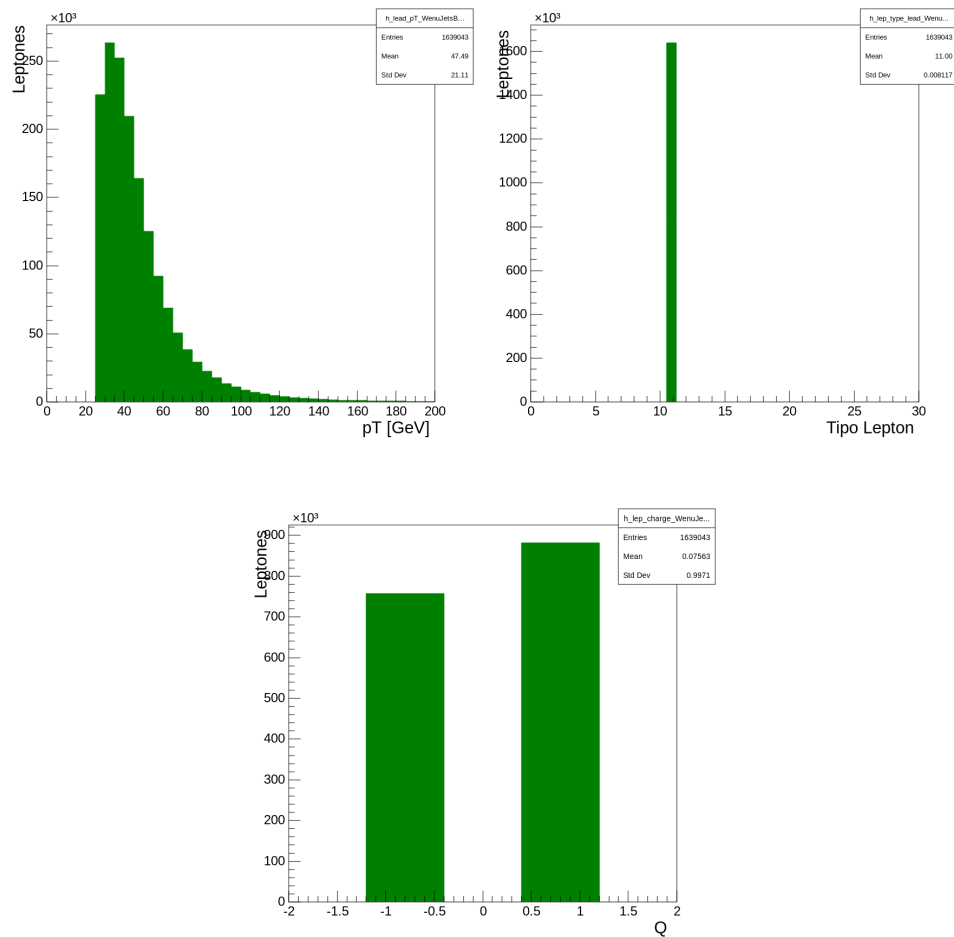 ×10³
h_lead_pT_WenuJetsB...
Entries 1639043
Mean 47.49
Std Dev 21.11
Leptones
250
200
150
100
50
0
0 20 40 60 80 100 120 140 160 180 200
pT [GeV]
×10³
h_lep_type_lead_Wenu...
Entries 1639043
Mean 11.00
Std Dev 0.008117
Leptones
1600
1400
1200
1000
800
600
400
200
0
0 5 10 15 20 25 30
Tipo Lepton
×10³
h_lep_charge_WenuJe...
Entries 1639043
Mean 0.07563
Std Dev 0.9971
Leptones
900
800
700
600
500
400
300
200
100
0
-2 -1.5 -1 -0.5 0 0.5 1 1.5 2
Q